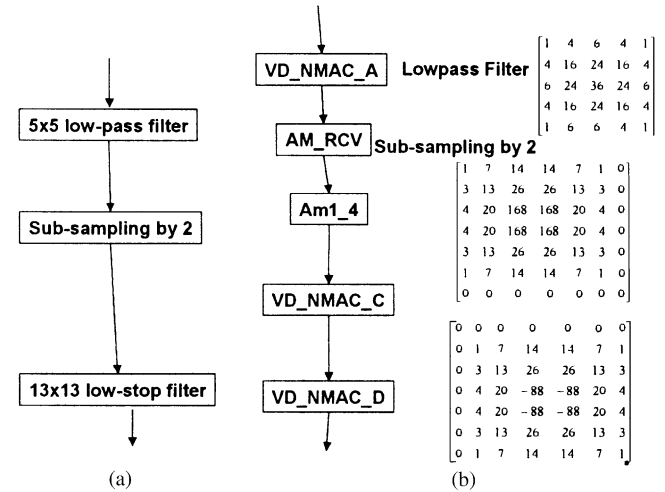 5x5 low-pass filter
Sub-sampling by 2
13x13 low-stop filter
(a)
VD_NMAC_A
Lowpass Filter
1 4 6 4 1
4 16 24 16 4
6 24 36 24 6
4 16 24 16 4
1 6 6 4 1
AM_RCV
Sub-sampling by 2
Am1_4
1 7 14 14 7 1 0
3 13 26 26 13 3 0
4 20 168 168 20 4 0
4 20 168 168 20 4 0
3 13 26 26 13 3 0
1 7 14 14 7 1 0
0 0 0 0 0 0 0
VD_NMAC_C
VD_NMAC_D
0 0 0 0 0 0 0
0 1 7 14 14 7 1
0 3 13 26 26 13 3
0 4 20 -88 -88 20 4
0 4 20 -88 -88 20 4
0 3 13 26 26 13 3
0 1 7 14 14 7 1
(b)